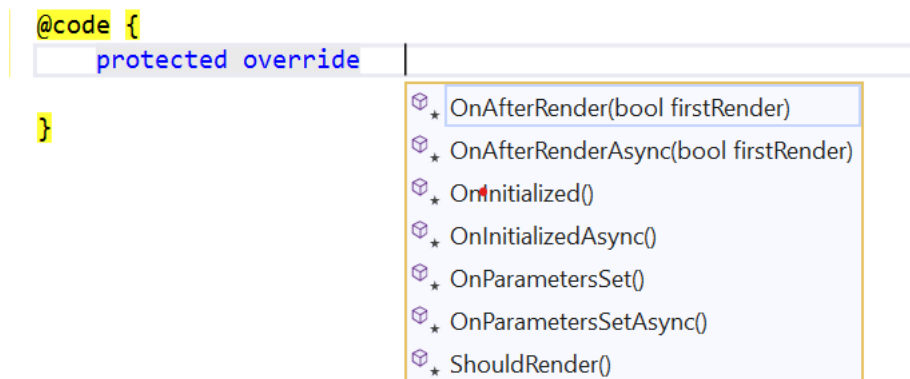 @code {
protected override
OnAfterRender(bool firstRender)
OnAfterRenderAsync(bool firstRender)
OnInitialized()
OnInitializedAsync()
OnParametersSet()
OnParametersSetAsync()
ShouldRender()
}